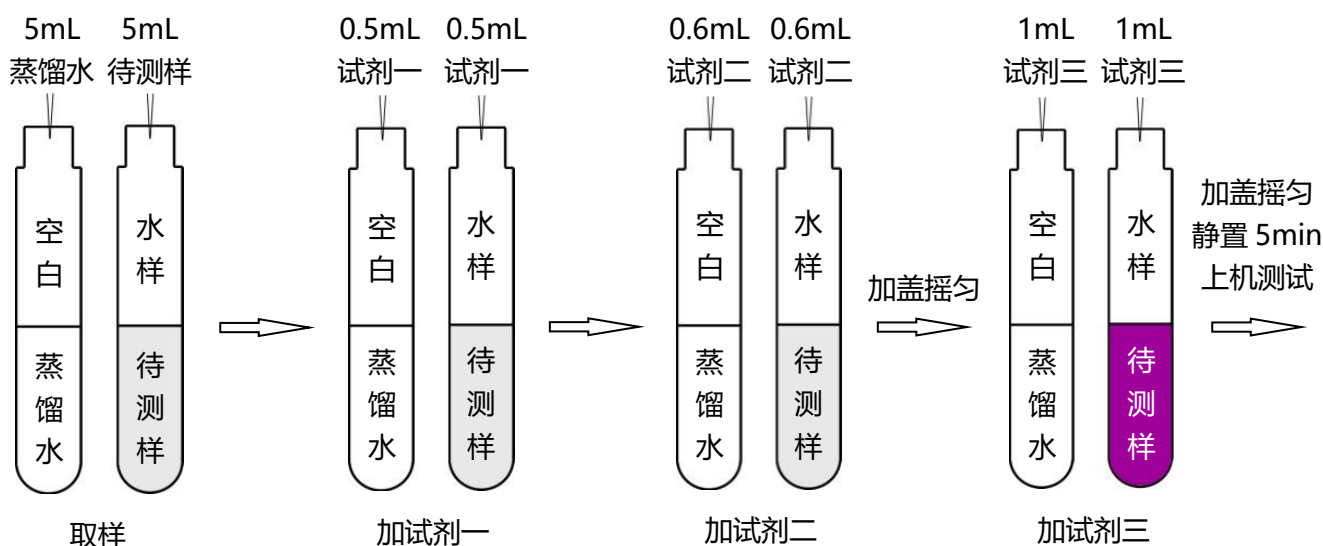 5mL 5mL
蒸馏水 待测样
空白 水样
蒸馏水 待测样
取样
0.5mL 0.5mL
试剂一 试剂一
空白 水样
蒸馏水 待测样
加试剂一
0.6mL 0.6mL
试剂二 试剂二
空白 水样
蒸馏水 待测样
加试剂二
加盖摇匀
1mL 1mL
试剂三 试剂三
空白 水样
蒸馏水 待测样
加试剂三
加盖摇匀
静置 5min
上机测试